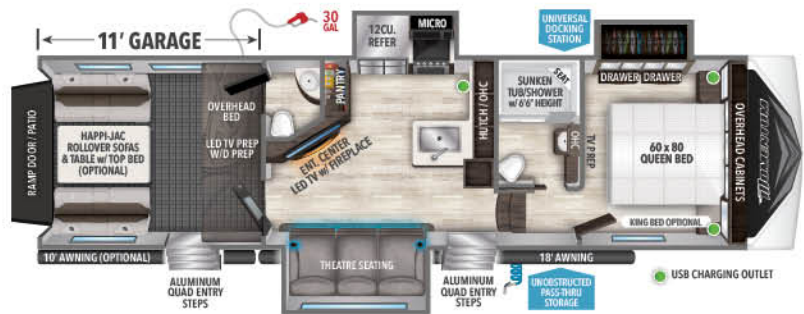 11' GARAGE
30
GAL
12CU.
REFER
MICRO
UNIVERSAL
DOCKING
STATION
RAMP DOOR / PATIO
HAPPI-JAC
ROLLOVER SOFAS
& TABLE w/ TOP BED
(OPTIONAL)
OVERHEAD
BED
LED TV PREP
W/D PREP
PANTRY
ENT. CENTER
LED TV w/ FIREPLACE
HUTCH / OHC
SEAT
SUNKEN
TUB/SHOWER
w/ 6'6" HEIGHT
OHC
TV PREP
DRAWER
DRAWER
60 x 80
QUEEN BED
KING BED OPTIONAL
OVERHEAD CABINETS
MOMENTUM
10' AWNING (OPTIONAL)
ALUMINUM
QUAD ENTRY
STEPS
THEATRE SEATING
ALUMINUM
QUAD ENTRY
STEPS
18' AWNING
UNOBSTRUCTED
PASS-THRU
STORAGE
USB CHARGING OUTLET